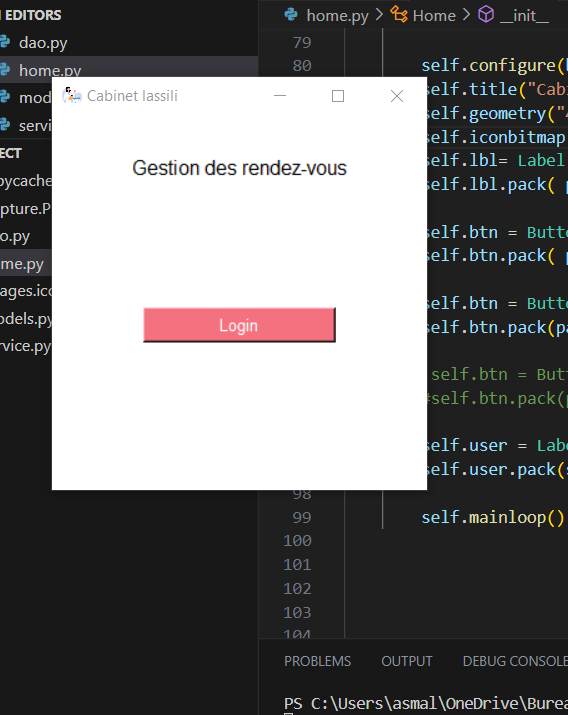 EDITORS
dao.py
home.py
mod
servi
ECT
pycache
pture.P
o.py
me.py
ages.ico
odels.py
rvice.py
home.py > Home > __init__
Cabinet lassili
Gestion des rendez-vous
Login
79
80 self.configure(
self.title("Cabi
self.geometry("
self.iconbitmap
self.lbl= Label
self.lbl.pack( p
self.btn = Butto
self.btn.pack( p
self.btn = Butto
self.btn.pack(pa
self.btn = But
#self.btn.pack(p
self.user = Labe
self.user.pack(s
98
99 self.mainloop()
100
101
102
103
104
PROBLEMS OUTPUT DEBUG CONSOLE
PS C:\Users\asmal\OneDrive\Burea